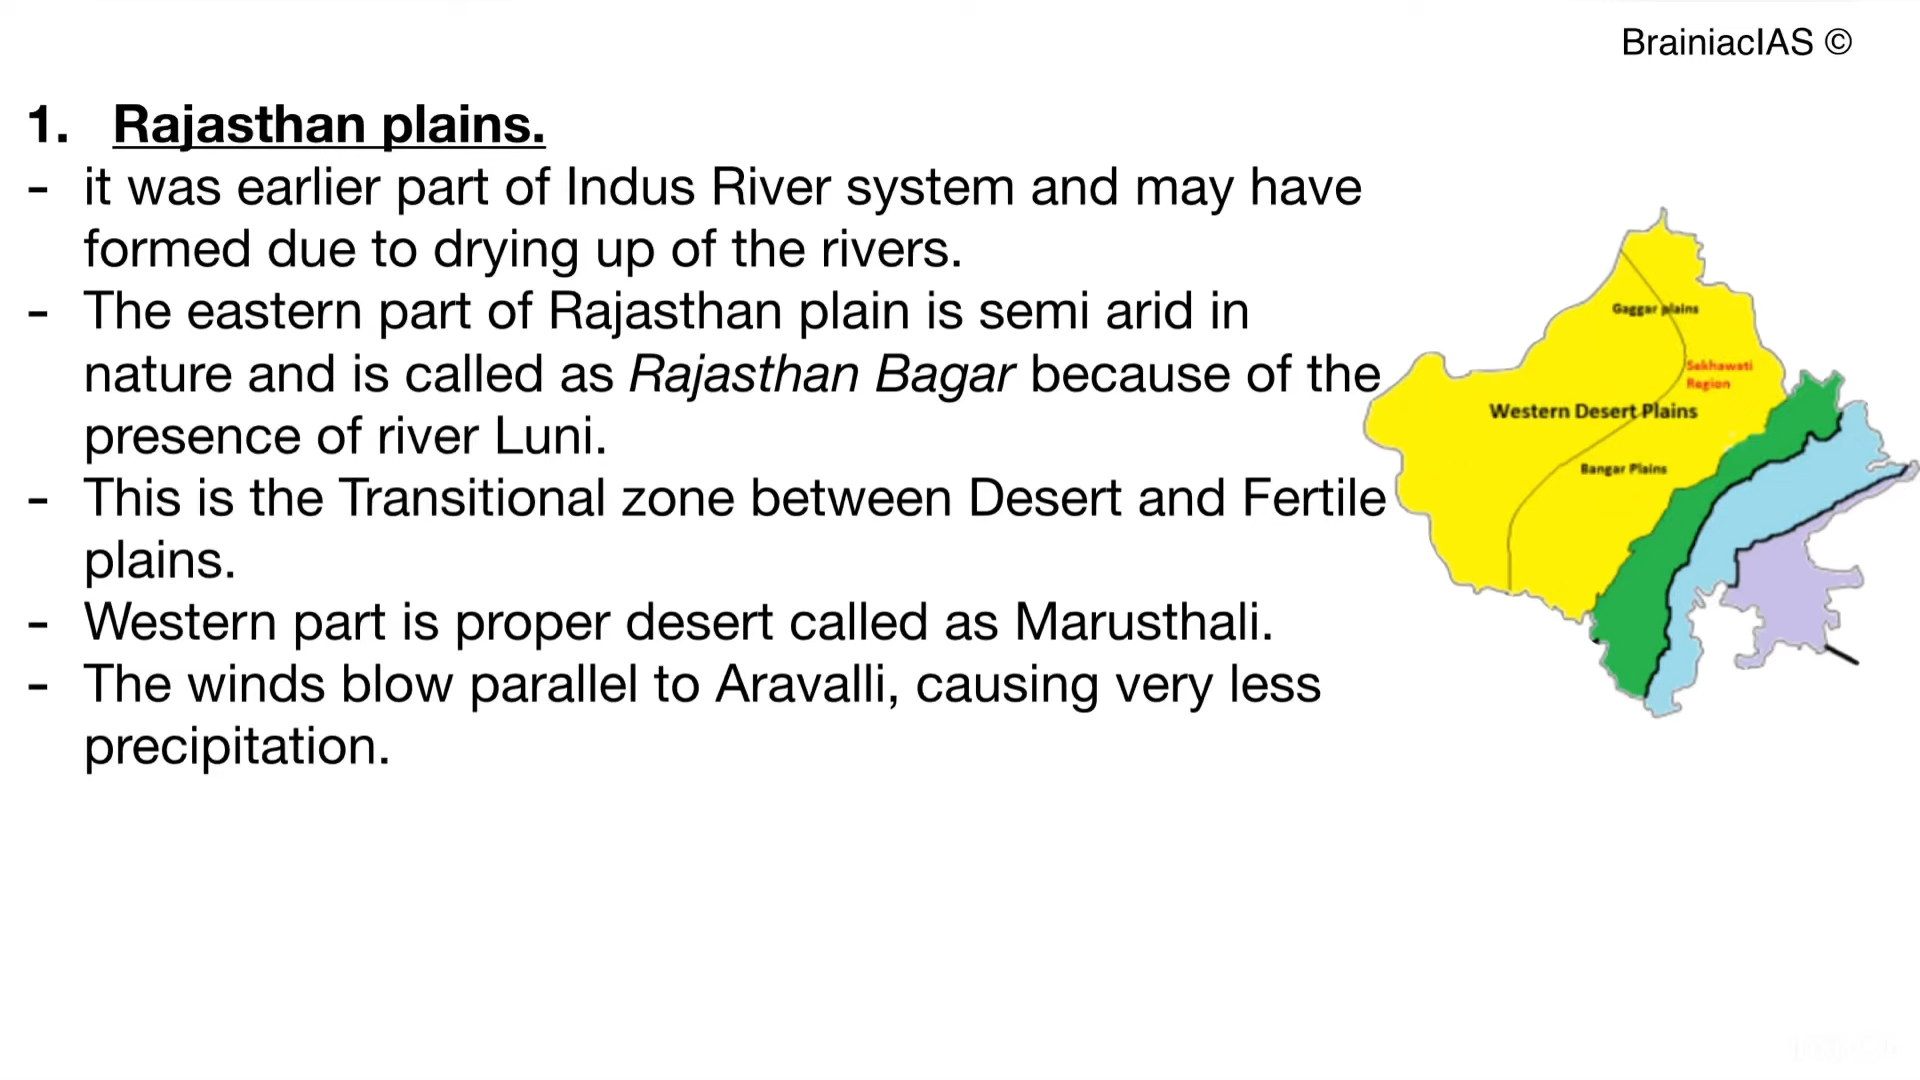 BrainiacIAS ©
1. Rajasthan plains.
- it was earlier part of Indus River system and may have
formed due to drying up of the rivers.
- The eastern part of Rajasthan plain is semi arid in
nature and is called as Rajasthan Bagar because of the
presence of river Luni.
- This is the Transitional zone between Desert and Fertile
plains.
- Western part is proper desert called as Marusthali.
- The winds blow parallel to Aravalli, causing very less
precipitation.
Gaggar plains
Sekhawati
Region
Western Desert Plains
Bangar Plains